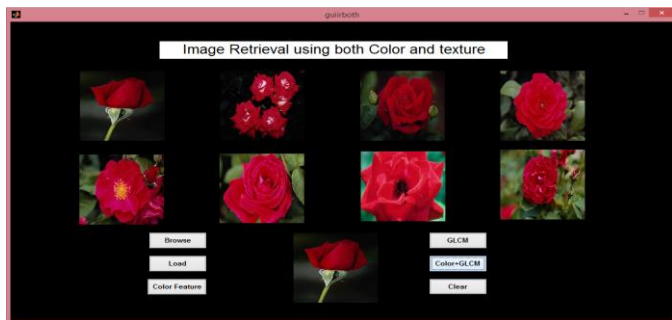 guiirboth
Image Retrieval using both Color and texture
Browse
GLCM
Load
Color+GLCM
Color Feature
Clear